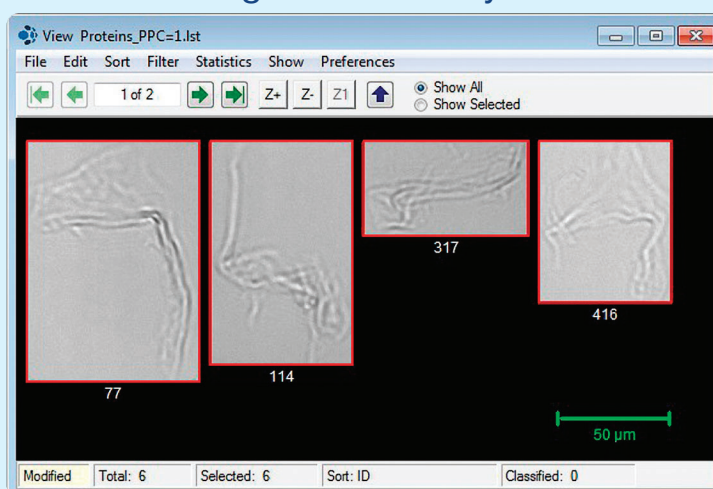 View Proteins_PPC=1.lst
File Edit Sort Filter Statistics Show Preferences
1 of 2 Z+ Z- Z1 Show All
Show Selected
317
416
114
77
50 µm
Modified Total: 6 Selected: 6 Sort: ID Classified: 0